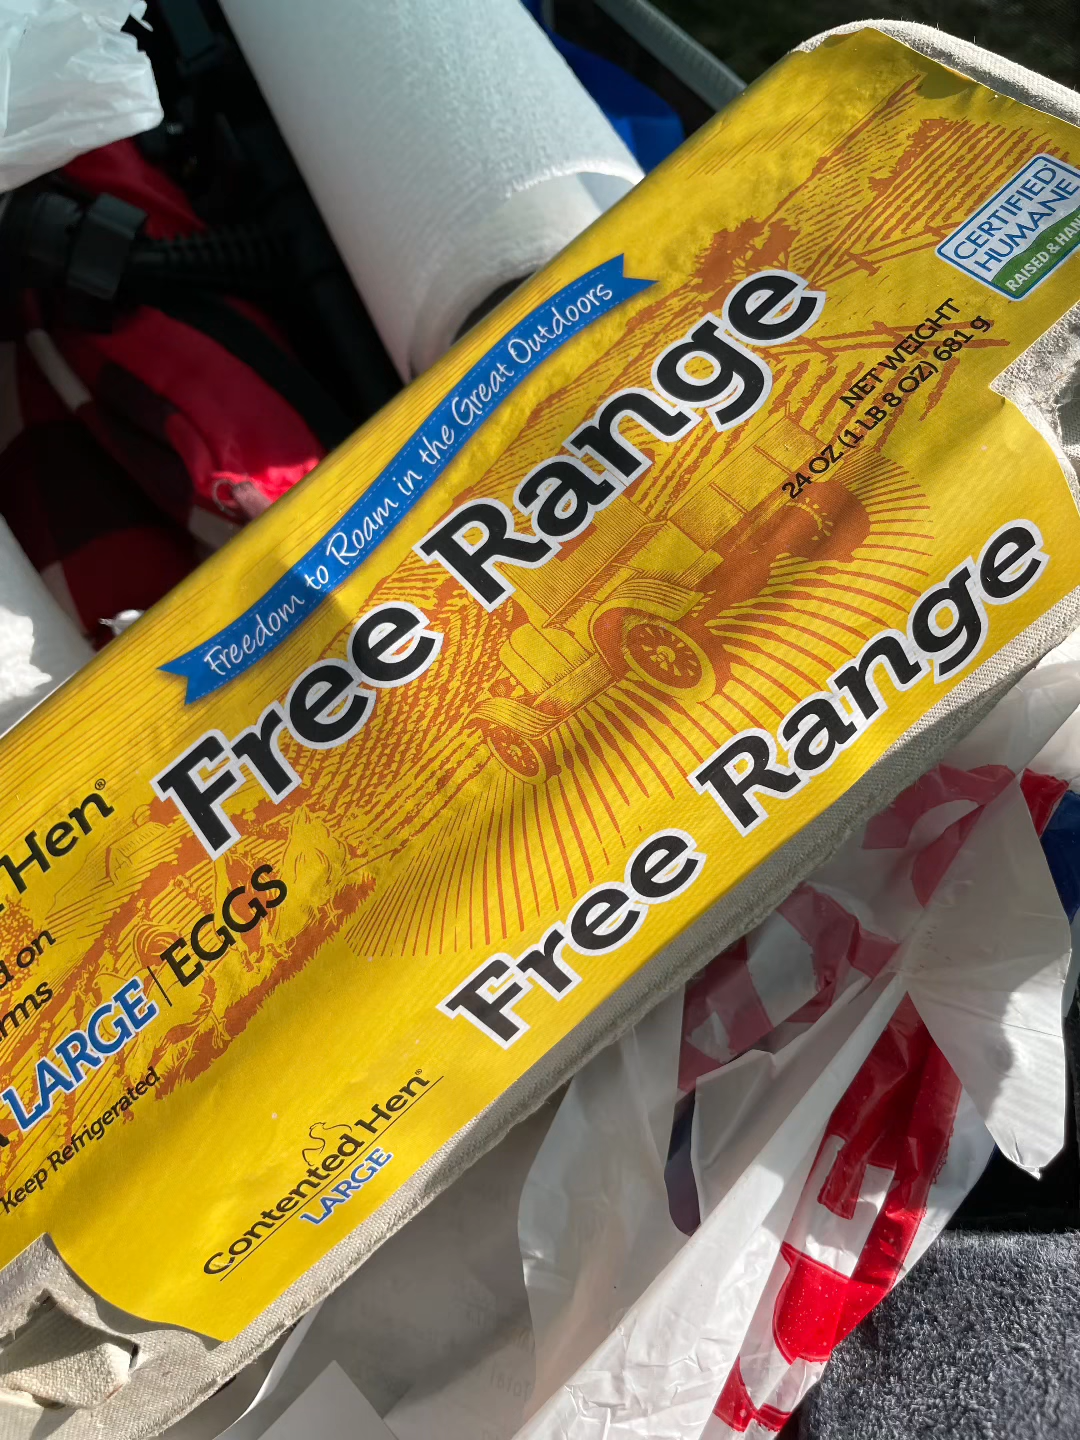 CERTIFIED
HUMANE
RAISED &
Freedom to Roam in the Great Outdoors
Free Range
NET WEIGHT
24 OZ (1 LB 8 OZ) 681 g
Hen®
on
LARGE | EGGS
Keep Refrigerated
Free Range
Contented Hen®
LARGE